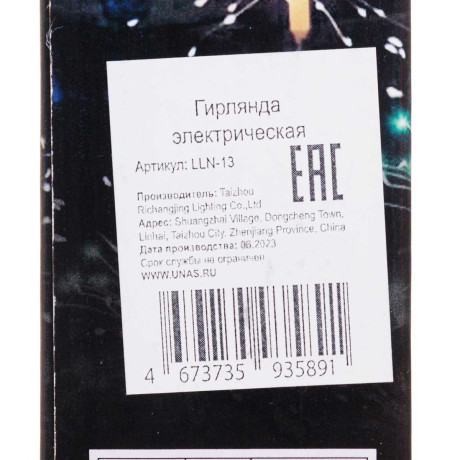 Гирлянда
электрическая
Артикул: LLN-13
EAC
Производитель: Taizhou
Richangjing Lighting Co.,Ltd
Адрес: Shuangzhai Village, Dongcheng Town,
Linhai, Taizhou City, Zhenjiang Province, China
Дата производства: 06.2023
Срок службы не ограничен
WWW.UNAS.RU
4 673735 935891